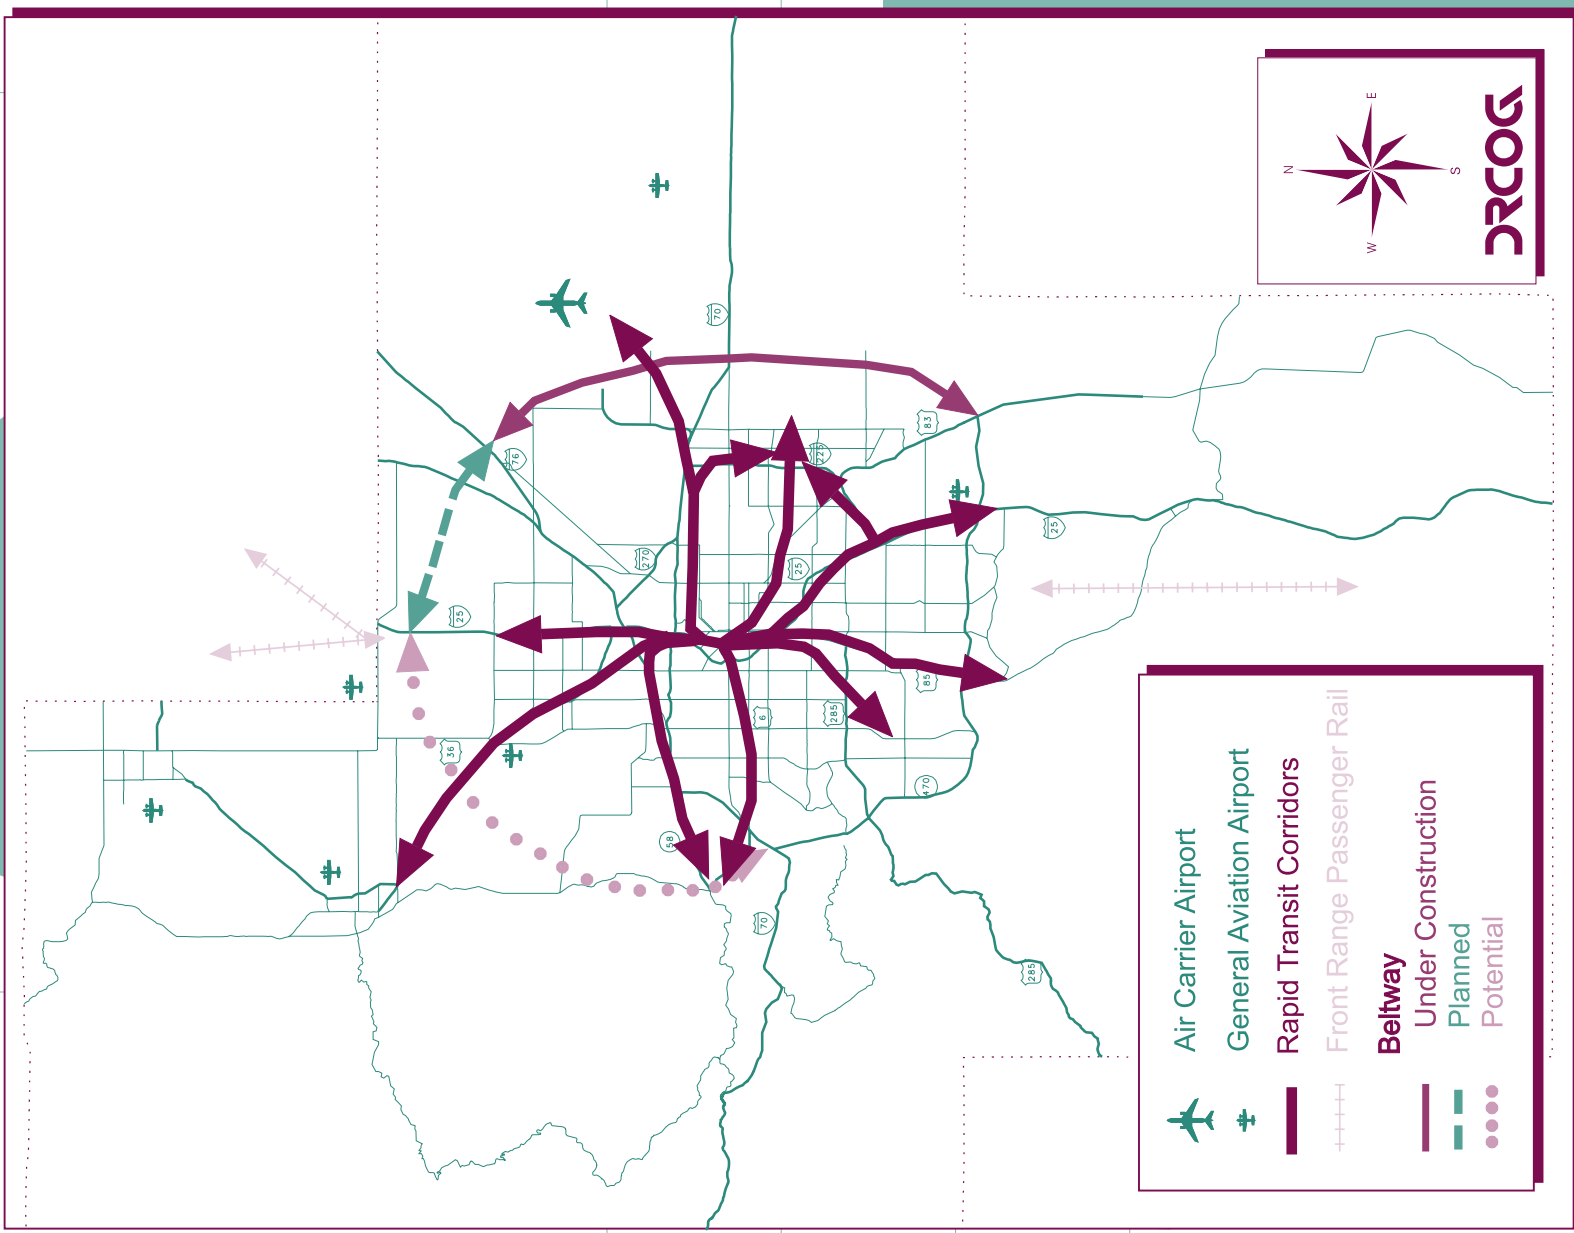 E
N
S
W
DRCOG
70
83
76
225
270
25
25
25
85
6
285
36
470
58
70
285
Air Carrier Airport
General Aviation Airport
Rapid Transit Corridors
Front Range Passenger Rail
Beltway
Under Construction
Planned
Potential